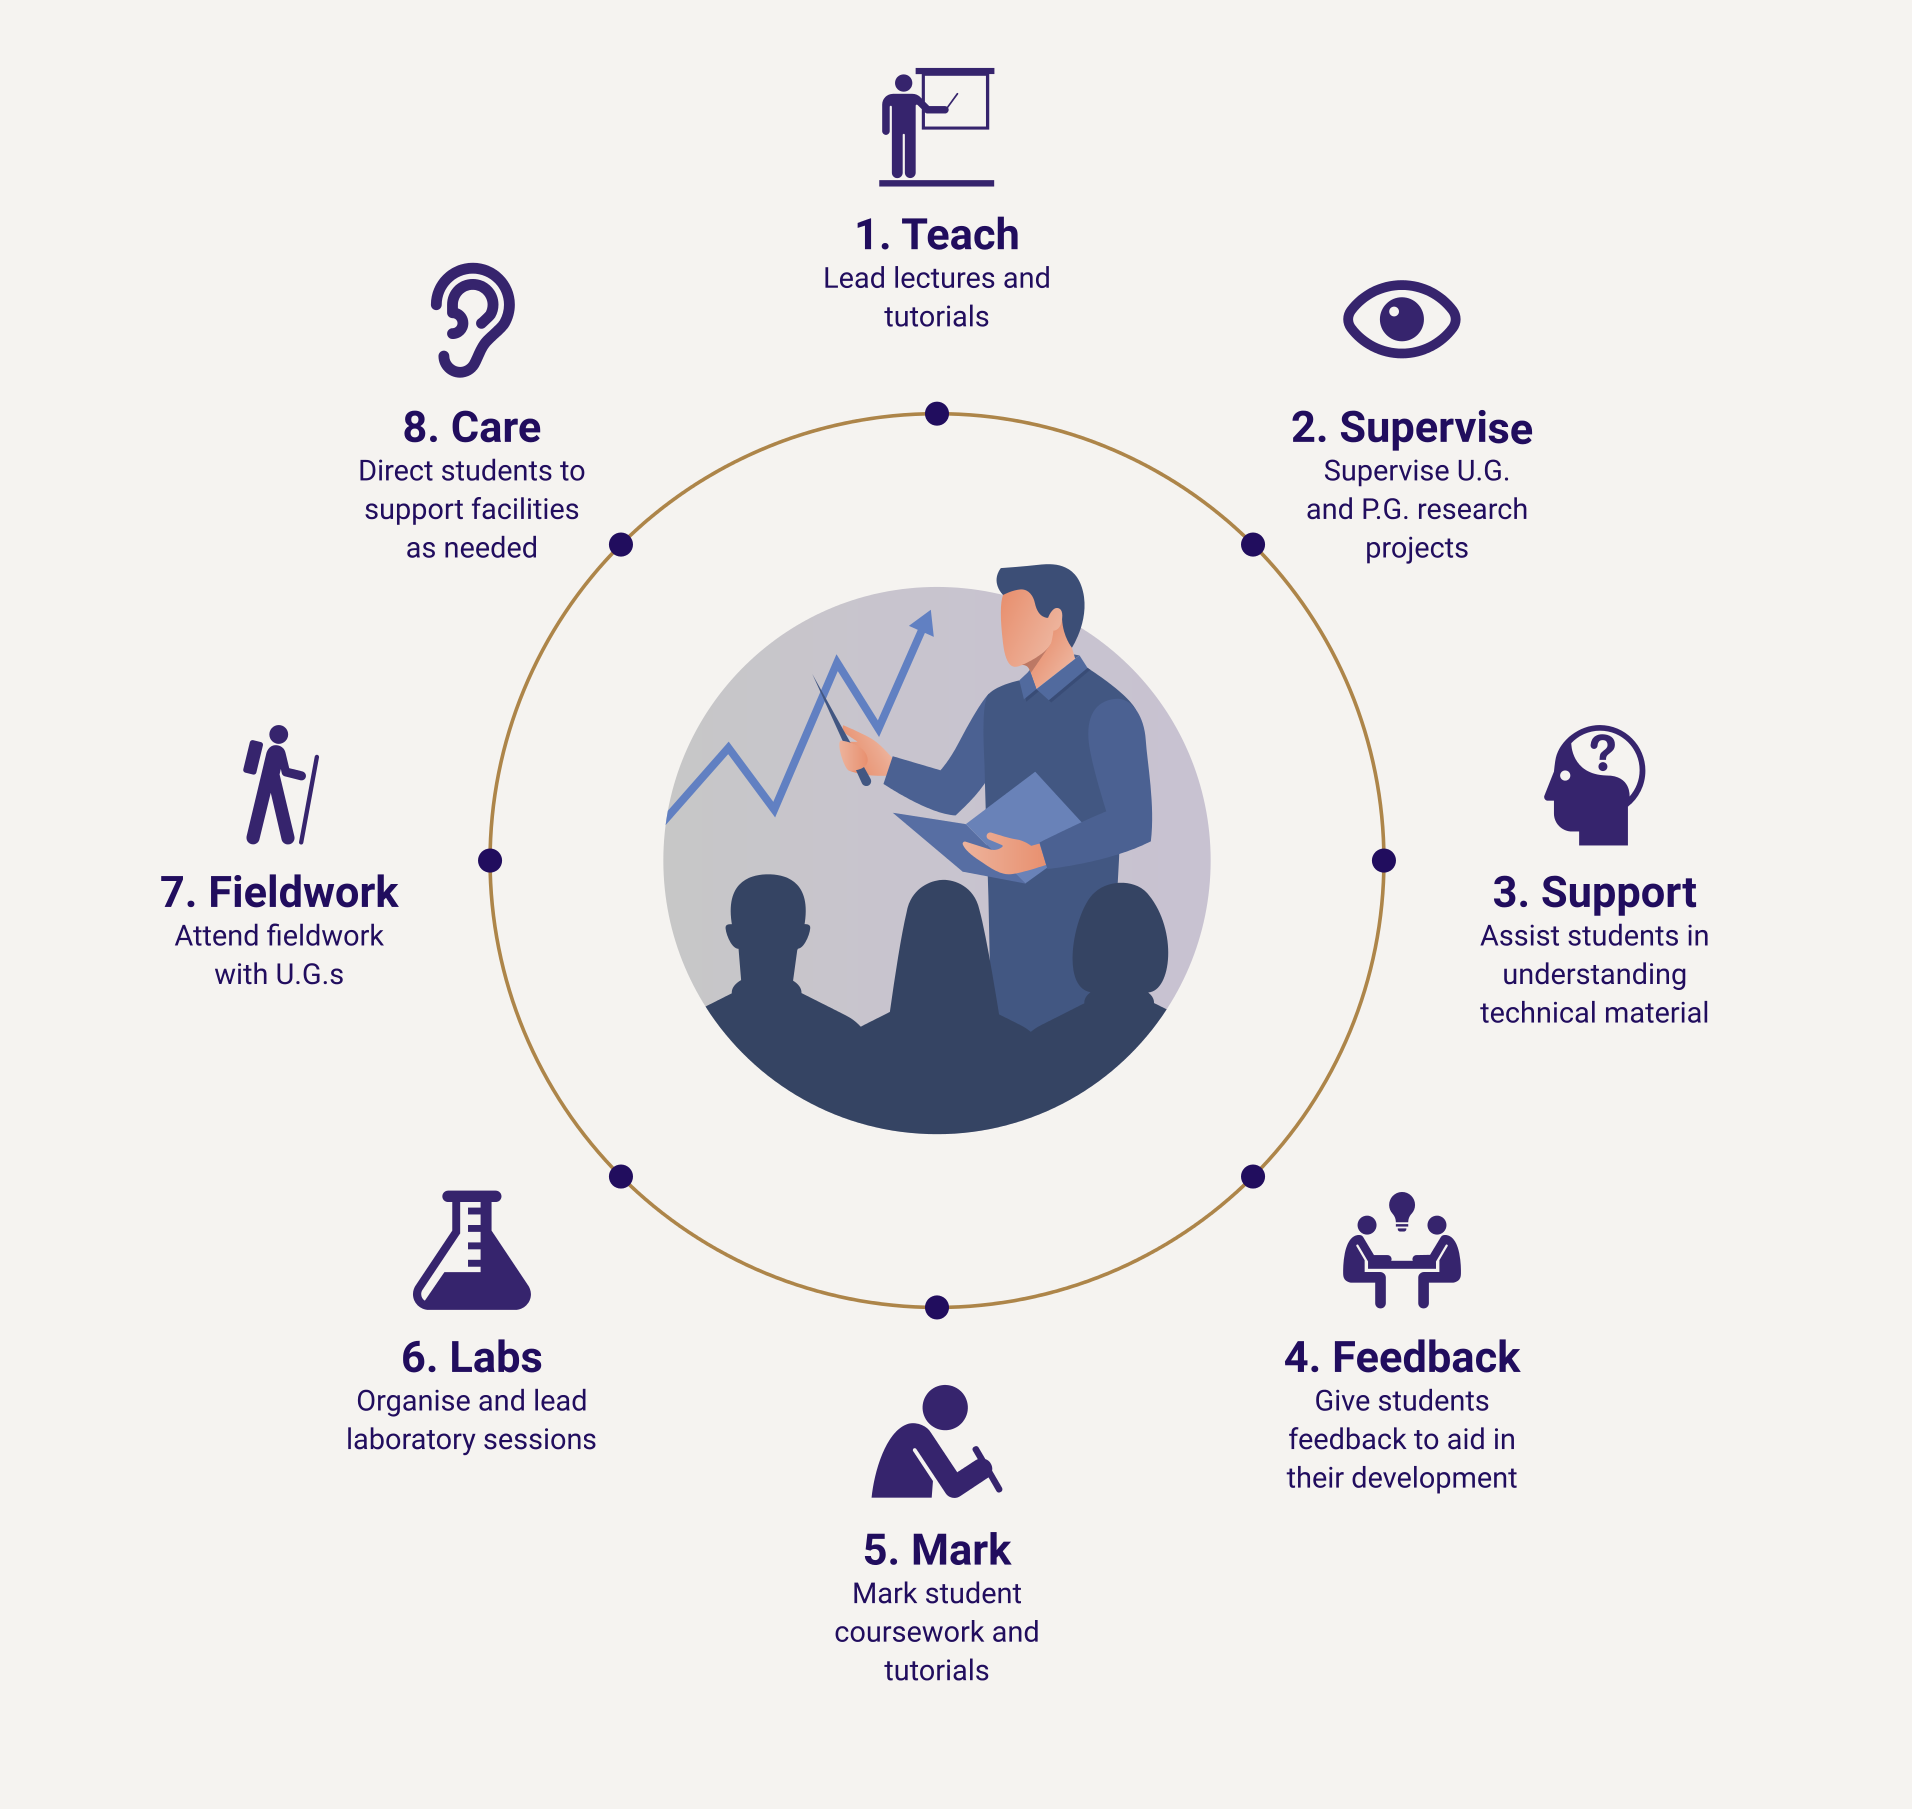 1. Teach
Lead lectures and
tutorials
2. Supervise
Supervise U.G.
and P.G. research
projects
3. Support
Assist students in
understanding
technical material
4. Feedback
Give students
feedback to aid in
their development
5. Mark
Mark student
coursework and
tutorials
6. Labs
Organise and lead
laboratory sessions
7. Fieldwork
Attend fieldwork
with U.G.s
8. Care
Direct students to
support facilities
as needed
?